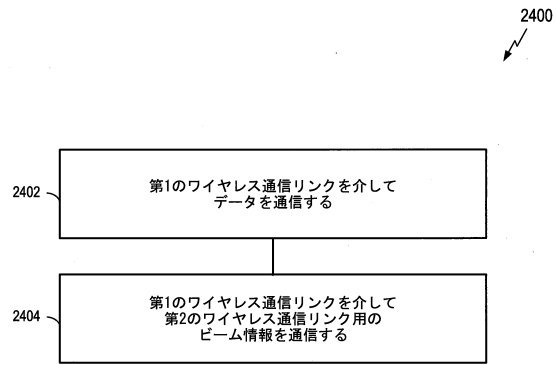 2400
2402
第1のワイヤレス通信リンクを介して
データを通信する
2404
第1のワイヤレス通信リンクを介して
第2のワイヤレス通信リンク用の
ビーム情報を通信する